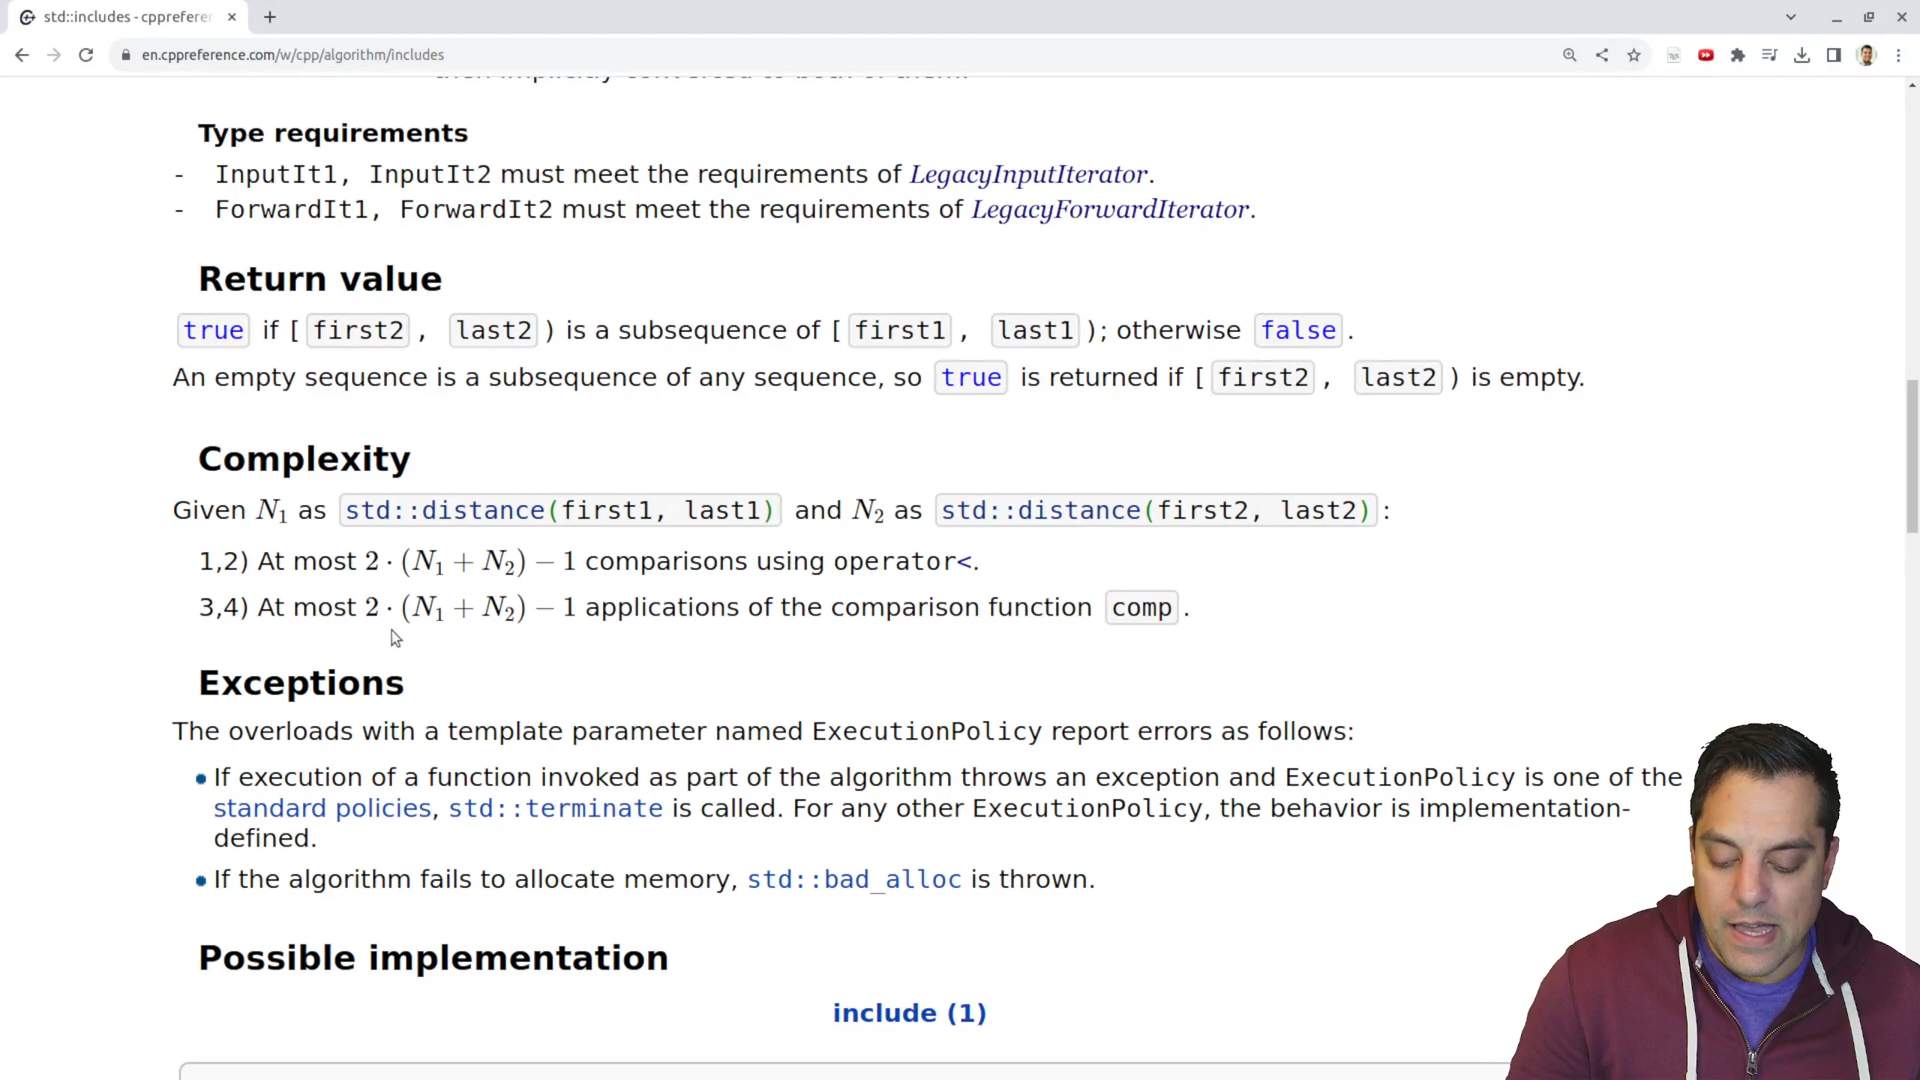 std::includes - cppreferer
en.cppreference.com/w/cpp/algorithm/includes
then implicitly converted to both of them.
Type requirements
- InputIt1, InputIt2 must meet the requirements of LegacyInputIterator.
- ForwardIt1, ForwardIt2 must meet the requirements of LegacyForwardIterator.
Return value
true if [ first2 , last2 ) is a subsequence of [ first1 , last1 ); otherwise false .
An empty sequence is a subsequence of any sequence, so true is returned if [ first2 , last2 ) is empty.
Complexity
Given N₁ as std::distance(first1, last1) and N₂ as std::distance(first2, last2) :
1,2) At most 2 · (N₁ + N₂) − 1 comparisons using operator<.
3,4) At most 2 · (N₁ + N₂) − 1 applications of the comparison function comp .
Exceptions
The overloads with a template parameter named ExecutionPolicy report errors as follows:
• If execution of a function invoked as part of the algorithm throws an exception and ExecutionPolicy is one of the
standard policies, std::terminate is called. For any other ExecutionPolicy, the behavior is implementation-
defined.
• If the algorithm fails to allocate memory, std::bad_alloc is thrown.
Possible implementation
include (1)